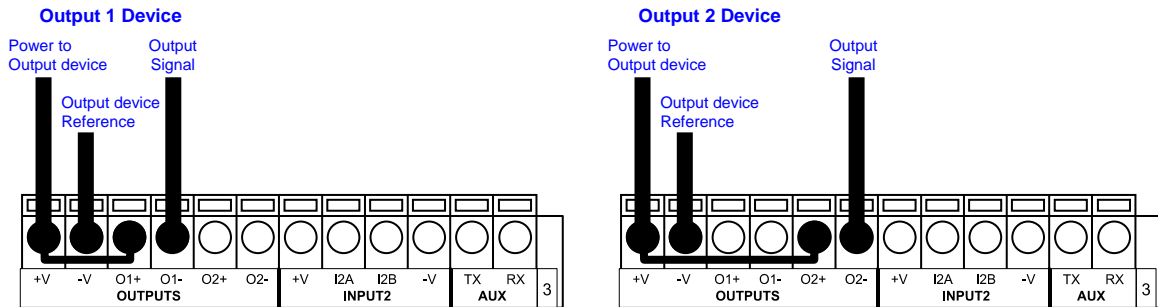 Output 1 Device
Power to
Output device
Output
Signal
Output device
Reference
+V -V O1+ O1- O2+ O2- +V I2A I2B -V TX RX
OUTPUTS INPUT2 AUX 3
Output 2 Device
Power to
Output device
Output
Signal
Output device
Reference
+V -V O1+ O1- O2+ O2- +V I2A I2B -V TX RX
OUTPUTS INPUT2 AUX 3